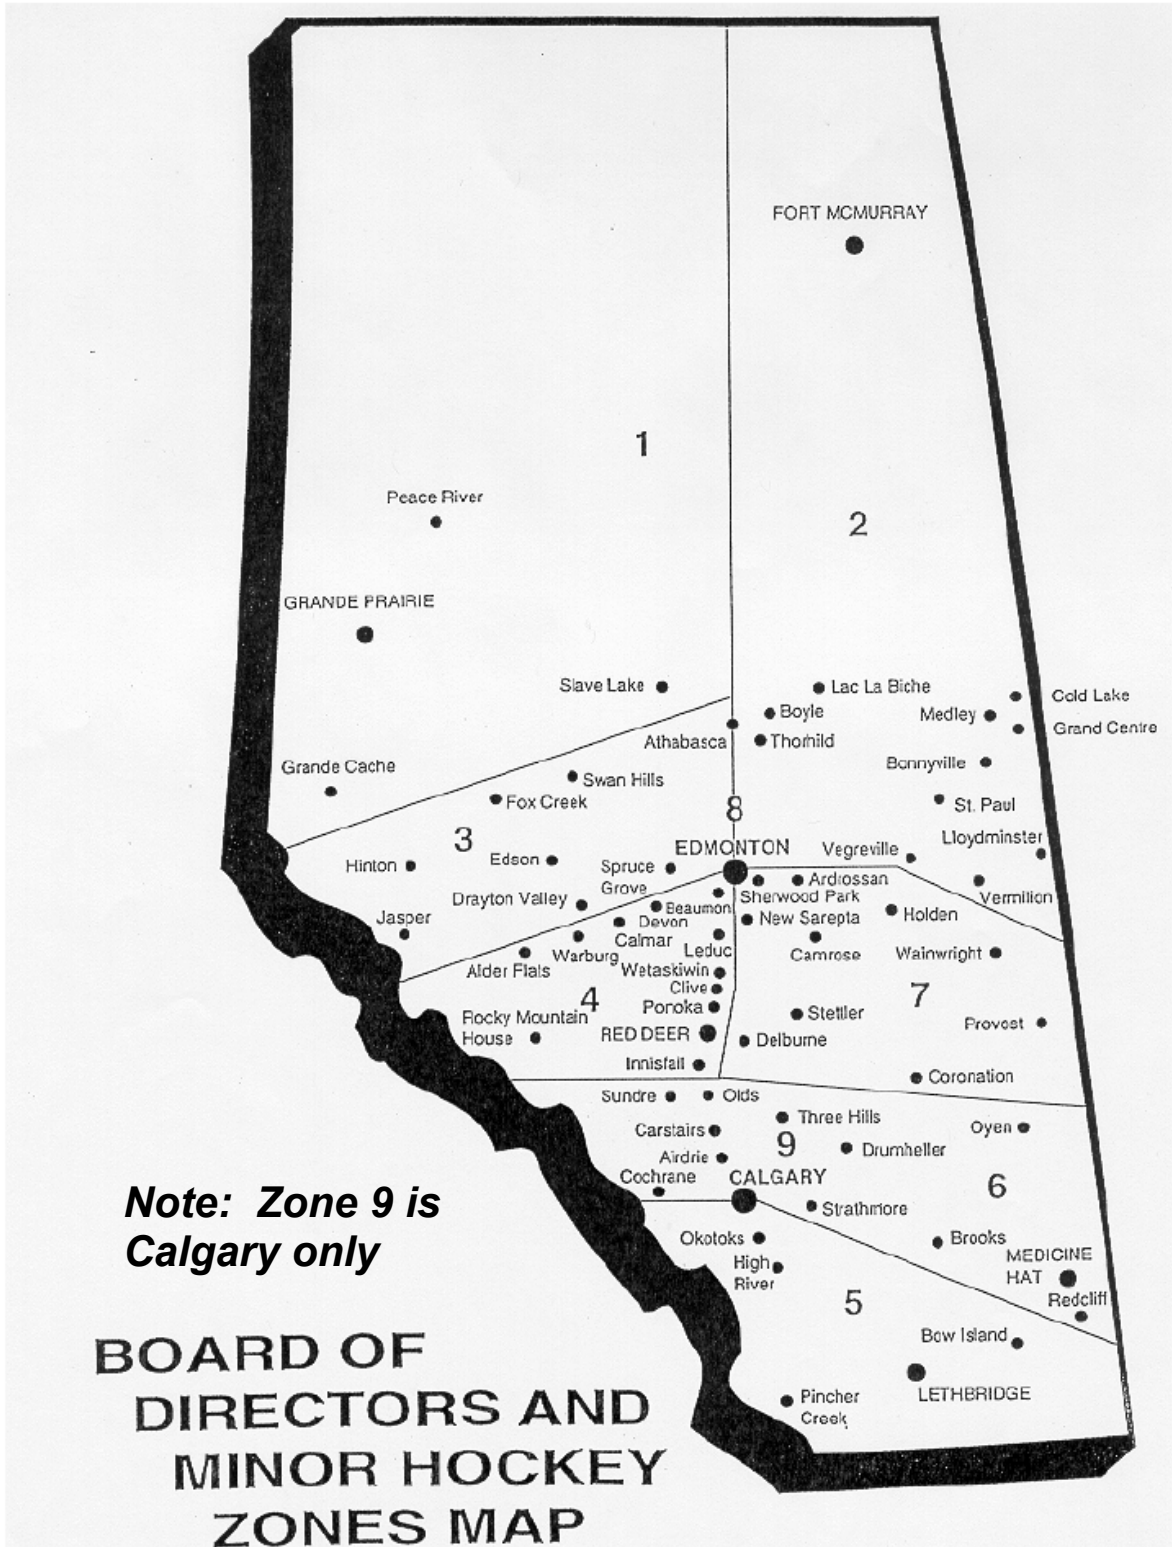 FORT MCMURRAY
1
Peace River
2
GRANDE PRAIRIE
Slave Lake
Lac La Biche
Cold Lake
Boyle
Medley
Grand Centre
Athabasca
Thorhild
Grande Cache
Bonnyville
Swan Hills
Fox Creek
8
St. Paul
3
EDMONTON
Vegreville
Lloydminster
Hinton
Edson
Spruce
Grove
Ardrossan
Drayton Valley
Sherwood Park
Vermilion
Jasper
Beaumon
Devon
New Sarepta
Holden
Calmar
Leduc
Warburg
Camrose
Wainwright
Alder Flats
Wetaskiwin
Clive
4
7
Ponoka
Rocky Mountain
House
RED DEER
Stettler
Provost
Delburne
Innisfail
Coronation
Sundre
Olds
Three Hills
Oyen
Carstairs
9
Drumheller
Airdrie
Cochrane
CALGARY
6
Strathmore
Note: Zone 9 is
Calgary only
Okotoks
Brooks
High
River
MEDICINE
HAT
5
Redcliff
Bow Island
LETHBRIDGE
Pincher
Creek
BOARD OF
DIRECTORS AND
MINOR HOCKEY
ZONES MAP